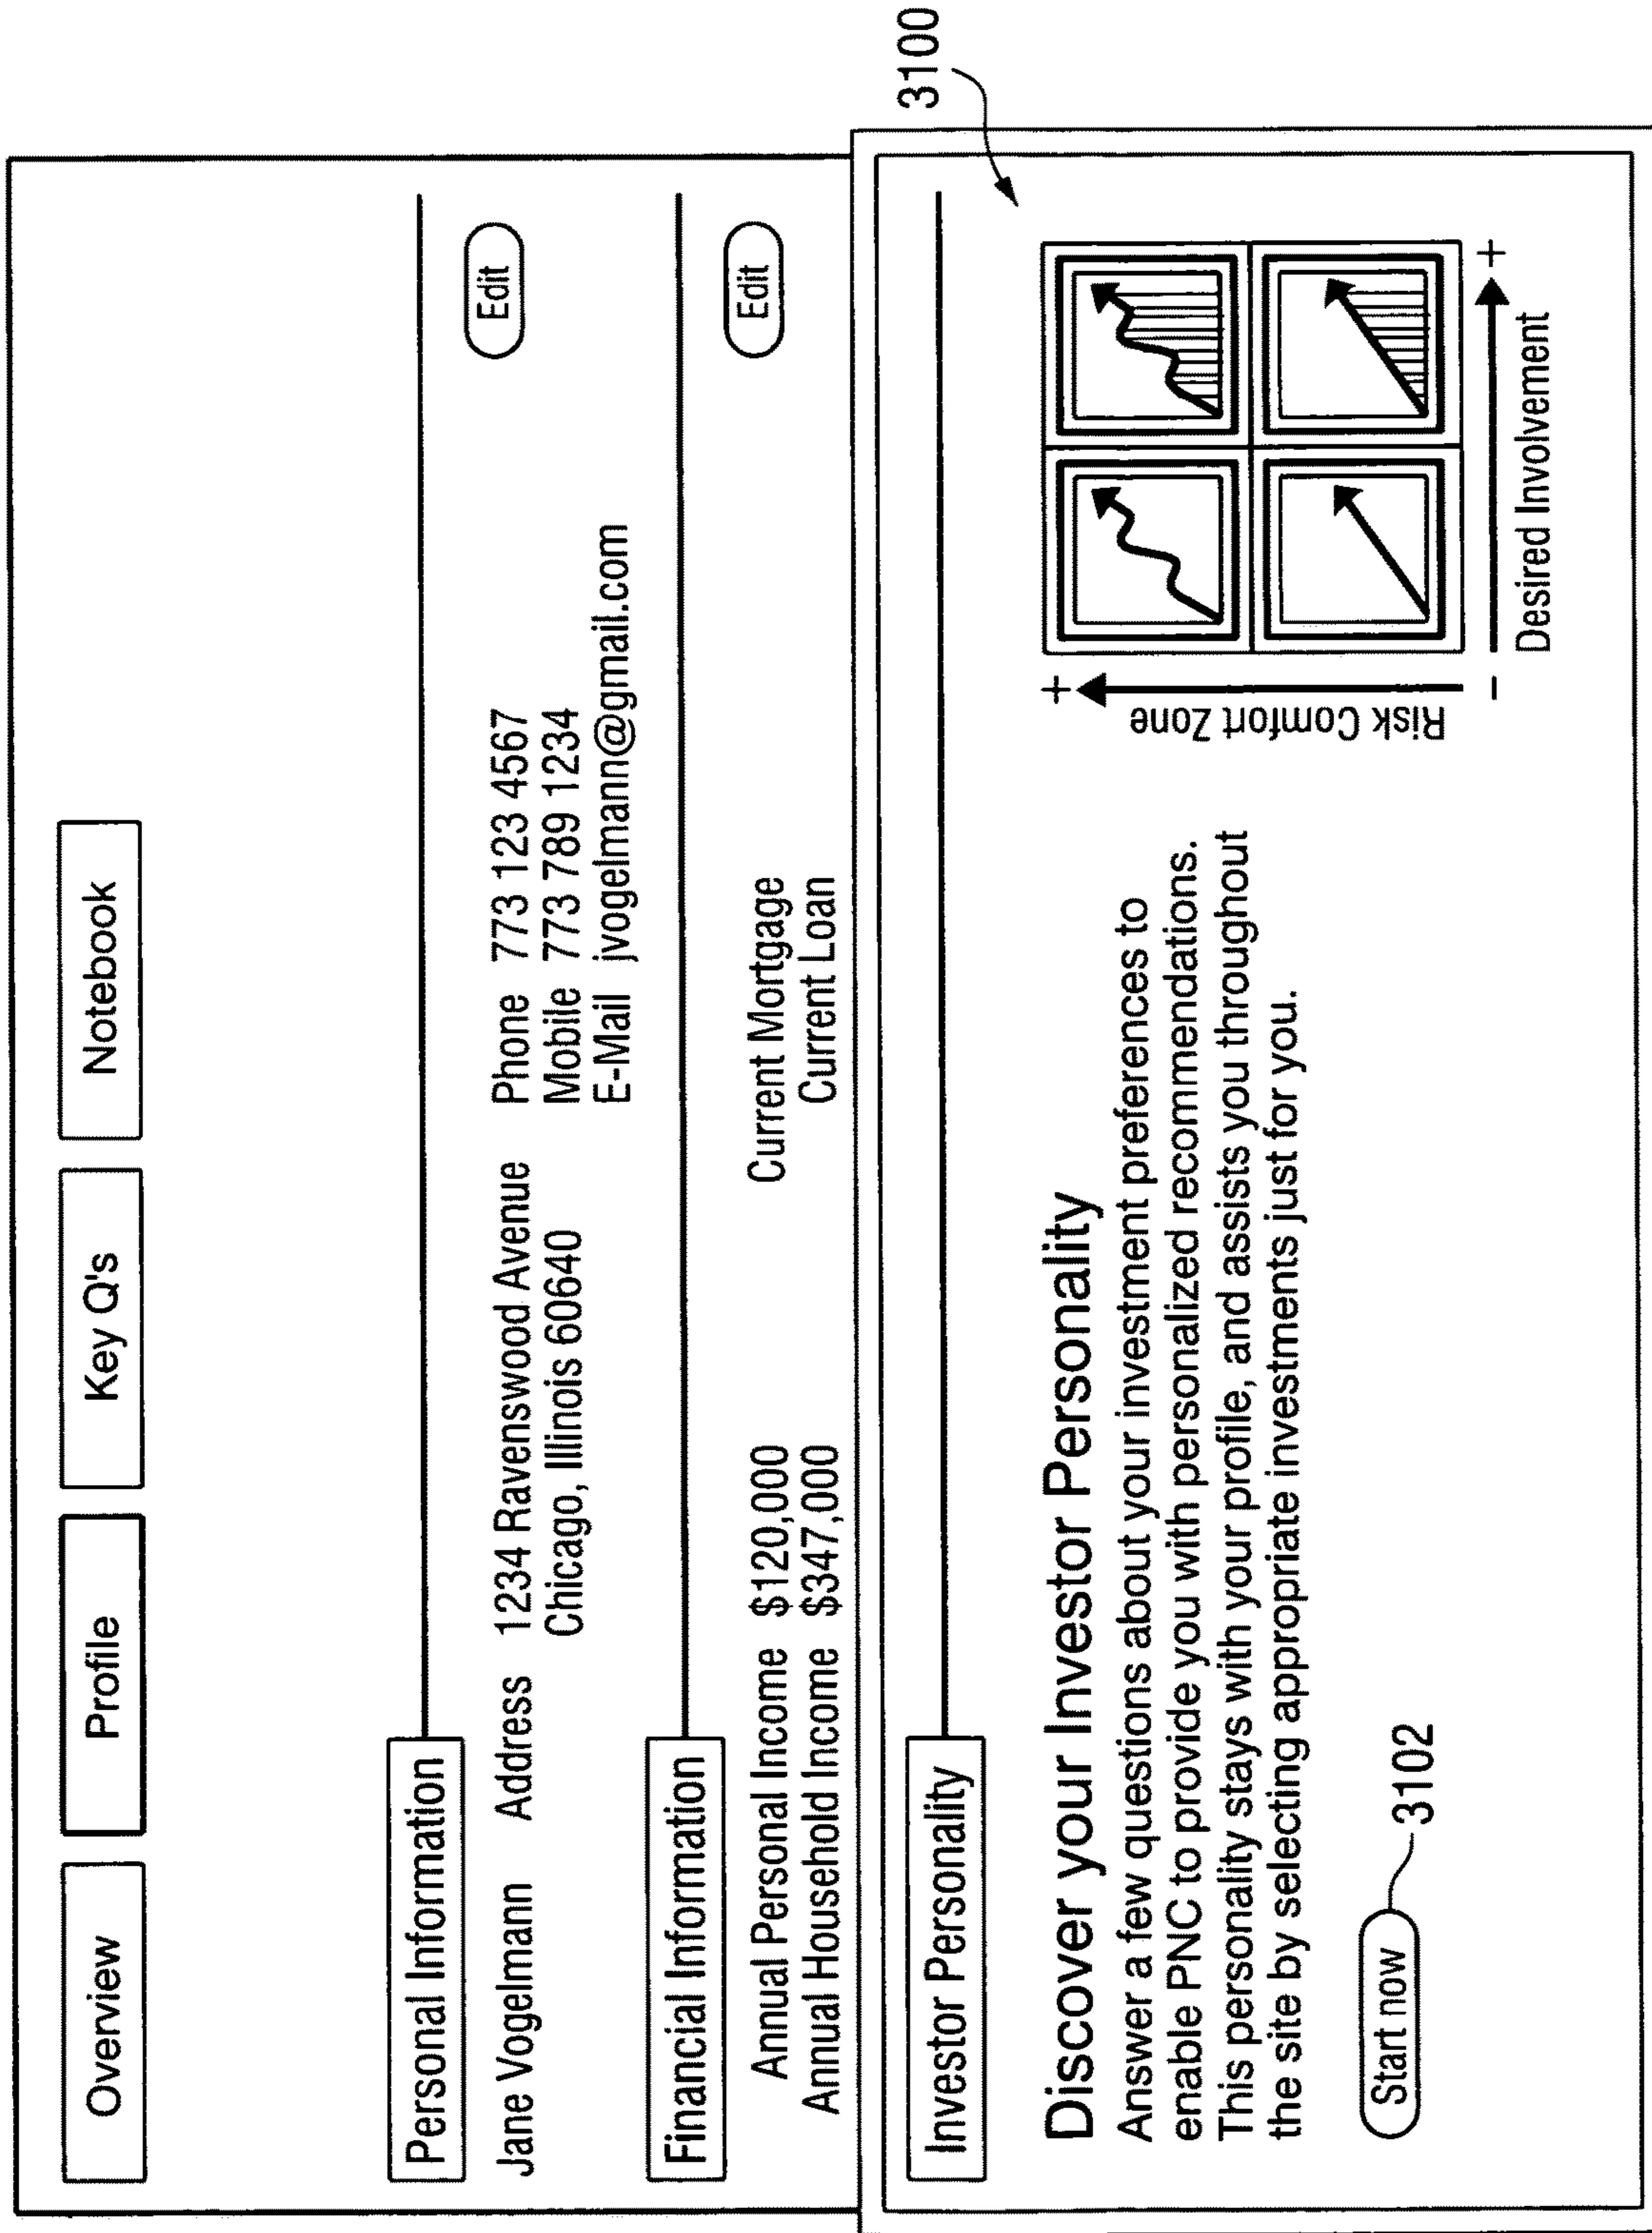 Overview Profile Key Q's Notebook
Personal Information
Jane Vogelmann Address 1234 Ravenswood Avenue Phone 773 123 4567 Edit
Chicago, Illinois 60640 Mobile 773 789 1234
E-Mail jvogelmann@gmail.com
Financial Information
Annual Personal Income $120,000 Current Mortgage Edit
Annual Household Income $347,000 Current Loan
3100
Investor Personality
Discover your Investor Personality
Answer a few questions about your investment preferences to
enable PNC to provide you with personalized recommendations.
This personality stays with your profile, and assists you throughout
the site by selecting appropriate investments just for you.
Start now 3102
+
Risk Comfort Zone
- +
Desired Involvement